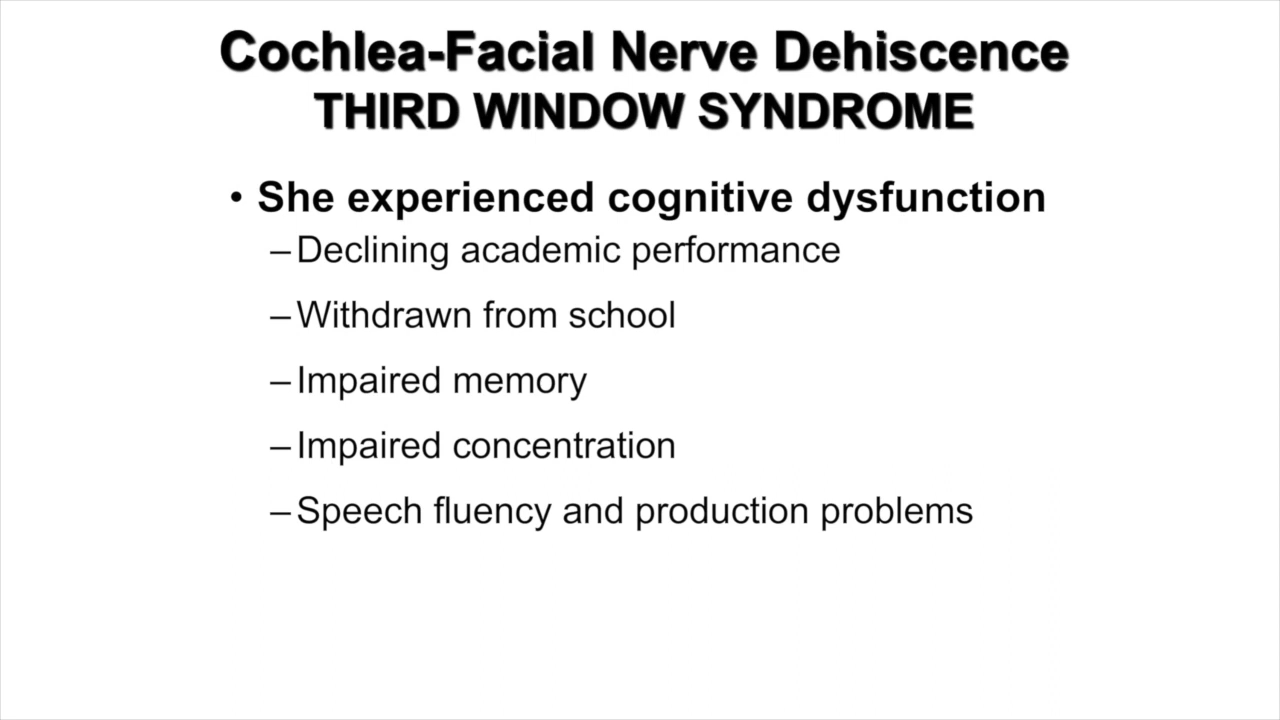 Cochlea-Facial Nerve Dehiscence
THIRD WINDOW SYNDROME
• She experienced cognitive dysfunction
–Declining academic performance
–Withdrawn from school
–Impaired memory
–Impaired concentration
–Speech fluency and production problems